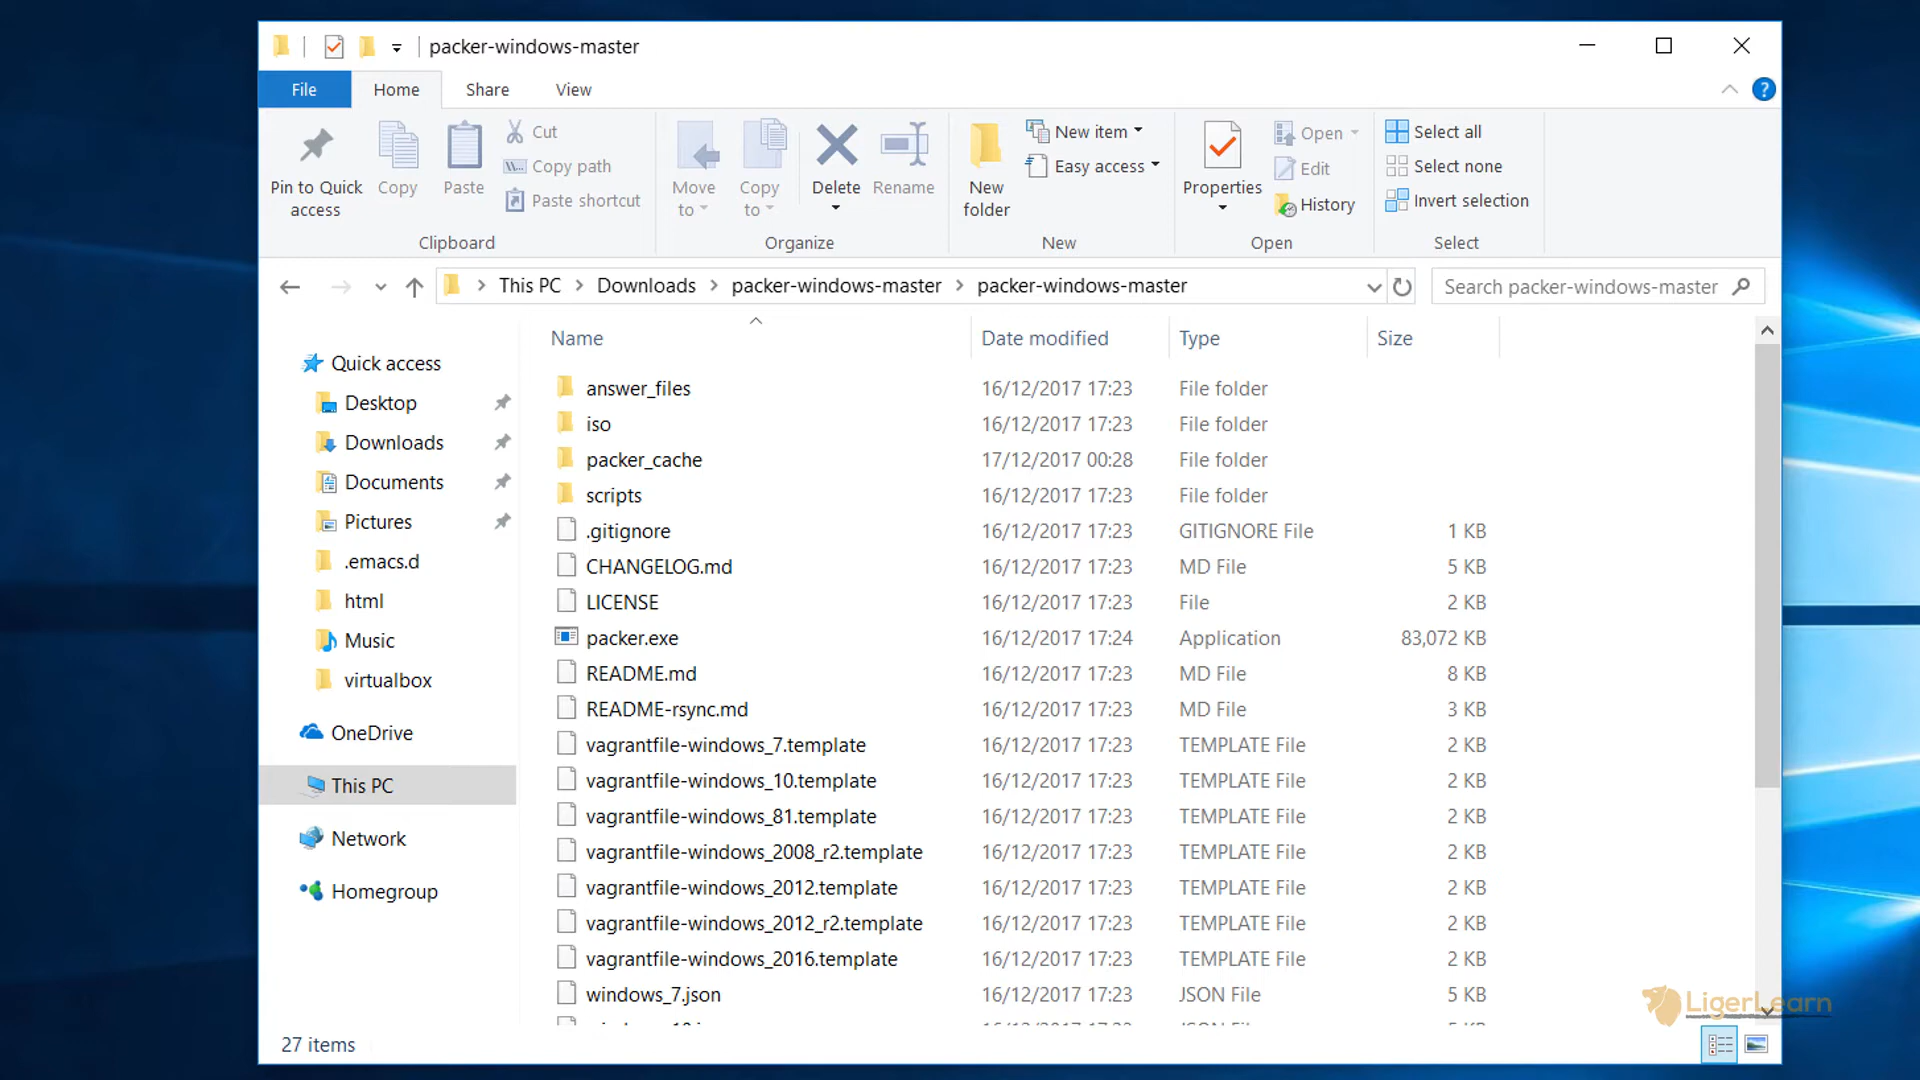 packer-windows-master
File Home Share View
Pin to Quick access
Copy
Paste
Cut
Copy path
Paste shortcut
Clipboard
Move to
Copy to
Delete
Rename
Organize
New folder
New item
Easy access
New
Properties
Open
Edit
History
Open
Select all
Select none
Invert selection
Select
This PC > Downloads > packer-windows-master > packer-windows-master
Search packer-windows-master
Quick access
Desktop
Downloads
Documents
Pictures
.emacs.d
html
Music
virtualbox
OneDrive
This PC
Network
Homegroup
Name Date modified Type Size
answer_files 16/12/2017 17:23 File folder
iso 16/12/2017 17:23 File folder
packer_cache 17/12/2017 00:28 File folder
scripts 16/12/2017 17:23 File folder
.gitignore 16/12/2017 17:23 GITIGNORE File 1 KB
CHANGELOG.md 16/12/2017 17:23 MD File 5 KB
LICENSE 16/12/2017 17:23 File 2 KB
packer.exe 16/12/2017 17:24 Application 83,072 KB
README.md 16/12/2017 17:23 MD File 8 KB
README-rsync.md 16/12/2017 17:23 MD File 3 KB
vagrantfile-windows_7.template 16/12/2017 17:23 TEMPLATE File 2 KB
vagrantfile-windows_10.template 16/12/2017 17:23 TEMPLATE File 2 KB
vagrantfile-windows_81.template 16/12/2017 17:23 TEMPLATE File 2 KB
vagrantfile-windows_2008_r2.template 16/12/2017 17:23 TEMPLATE File 2 KB
vagrantfile-windows_2012.template 16/12/2017 17:23 TEMPLATE File 2 KB
vagrantfile-windows_2012_r2.template 16/12/2017 17:23 TEMPLATE File 2 KB
vagrantfile-windows_2016.template 16/12/2017 17:23 TEMPLATE File 2 KB
windows_7.json 16/12/2017 17:23 JSON File 5 KB
LigerLearn
27 items